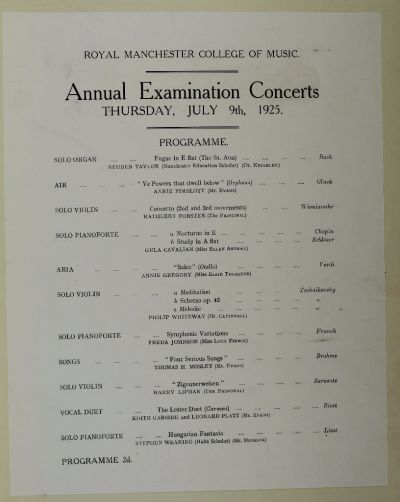 ROYAL MANCHESTER COLLEGE OF MUSIC.
Annual Examination Concerts
THURSDAY, JULY 9th, 1925.
PROGRAMME.
SOLO ORGAN ... ... Fugue in E flat (The St. Ann) ... ... ... ... Bach
REUBEN TAYLOR (Manchester Education Scholar) (Dr. KEIGHLEY)
AIR ... ... ... "Ye Powers that dwell below" (Orpheus) ... ... ... Gluck
ANNIE (Mr. EVANS)
SOLO VIOLIN ... ... Concerto (2nd and 3rd movements) ... ... ... Wieniawski
KATHLEEN FORSTER (The PRINCIPAL)
SOLO PIANOFORTE ... ... a Nocturne in E ... ... ... ... Chopin
b Study in A flat ... ... ... ... Schlözer
GULA CAVALIAN (Miss ELLEN ARTHAN)
ARIA ... ... ... "Salce" (Otello) ... ... ... ... Verdi
ANNIE GREGORY (Miss ELSIE THURSTON)
SOLO VIOLIN ... ... ... a Meditation ... ... ... Tschaikovsky
b Scherzo op. 42 ... ... ... ... "
c Melodie ... ... ... ... "
PHILIP WHITEWAY (Mr. CATTERALL)
SOLO PIANOFORTE ... ... Symphonic Variations ... ... ... ... Franck
FREDA JOHNSON (Miss LUCY PIERCE)
SONGS ... ... ... "Four Serious Songs" ... ... ... ... Brahms
THOMAS H. MORLEY (Mr. EVANS)
SOLO VIOLIN ... ... ... "Zigeunerweisen" ... ... ... ... Sarasate
HARRY LIPMAN (The PRINCIPAL)
VOCAL DUET ... ... The Letter Duet (Carmen) ... ... ... ... Bizet
EDITH GARSIDE and LEONARD PLATT (Mr. EVANS)
SOLO PIANOFORTE ... ... Hungarian Fantasia ... ... ... ... Liszt
STEPHEN WEARING (Hallé Scholar) (Mr. MERRICK)
PROGRAMME 2d.